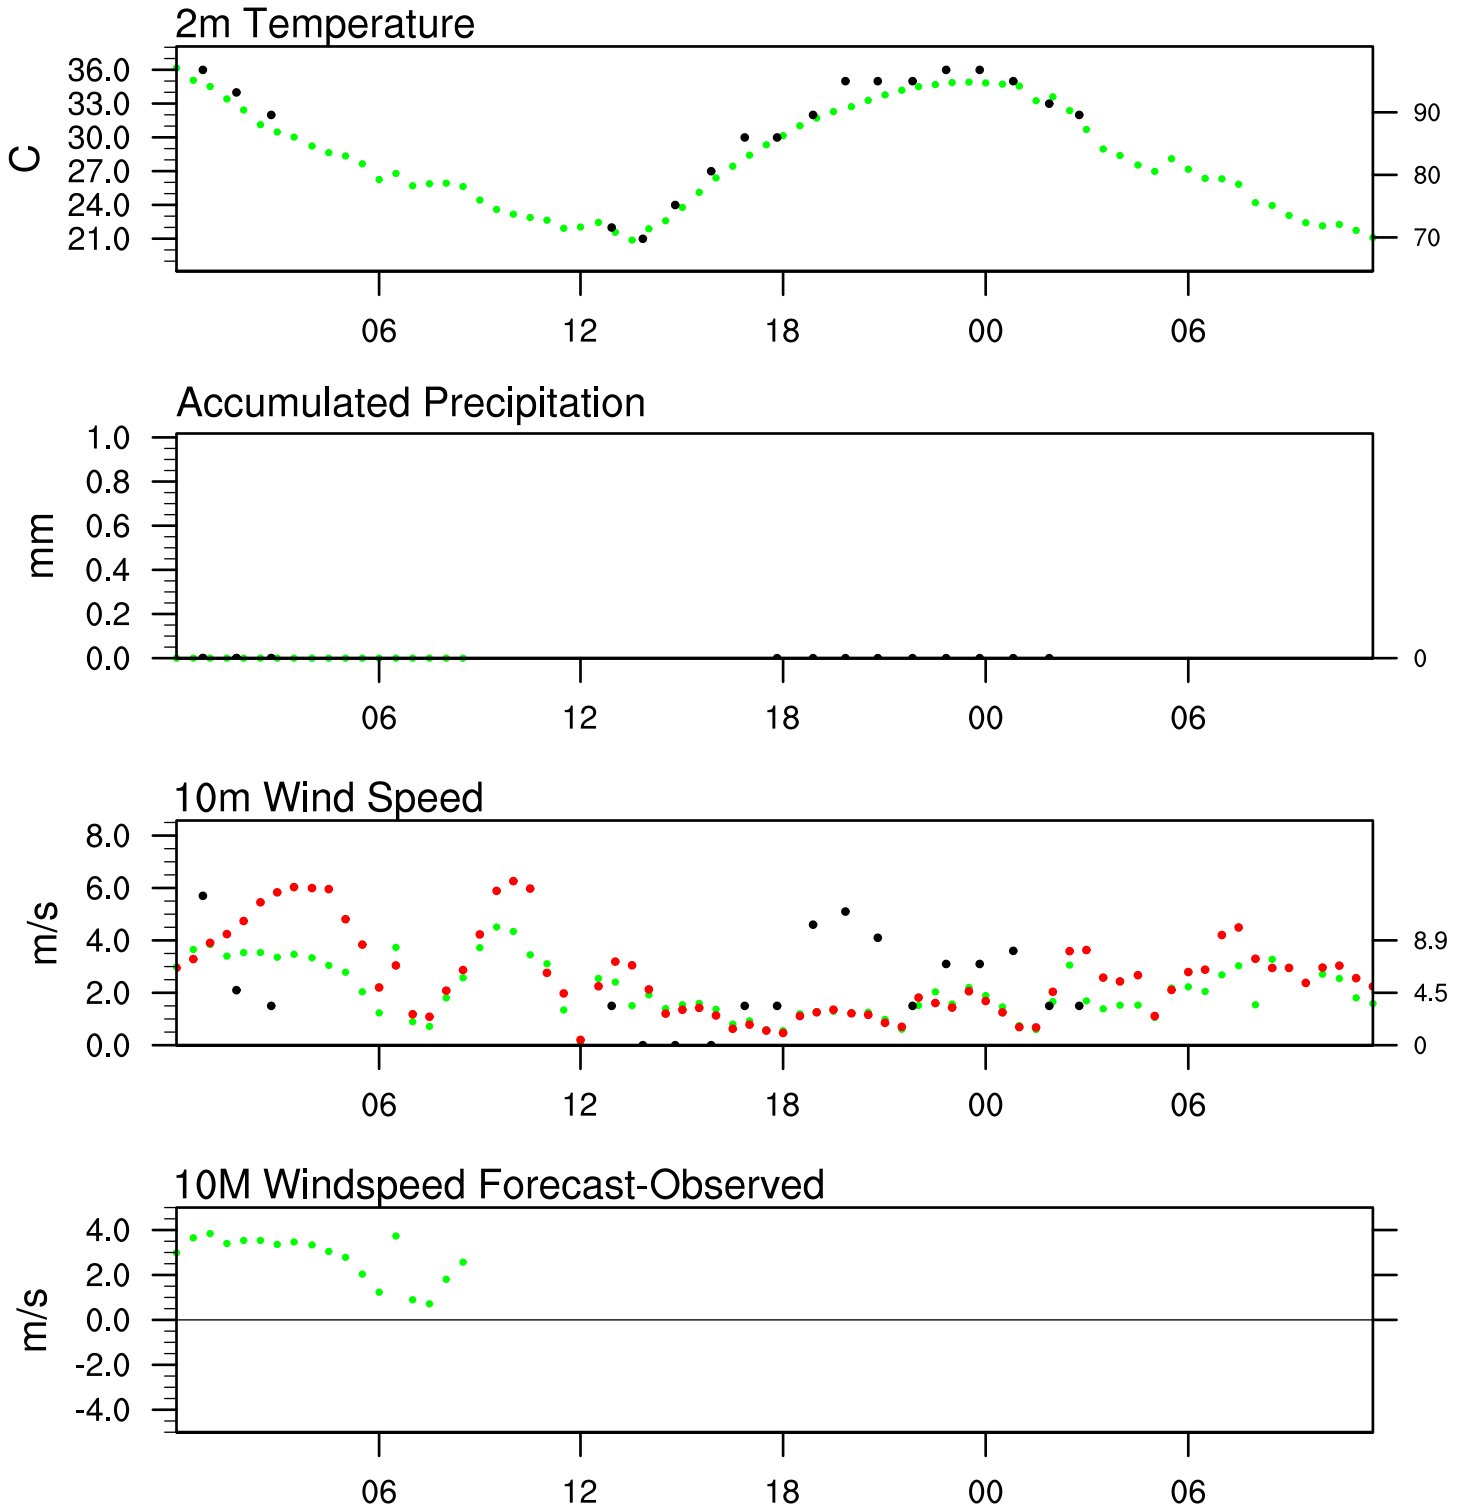 2m Temperature
36.0
33.0
30.0
27.0
24.0
21.0
C
90
80
70
06 12 18 00 06
Accumulated Precipitation
1.0
0.8
0.6
0.4
0.2
0.0
mm
0
06 12 18 00 06
10m Wind Speed
8.0
6.0
4.0
2.0
0.0
m/s
8.9
4.5
0
06 12 18 00 06
10M Windspeed Forecast-Observed
4.0
2.0
0.0
-2.0
-4.0
m/s
06 12 18 00 06